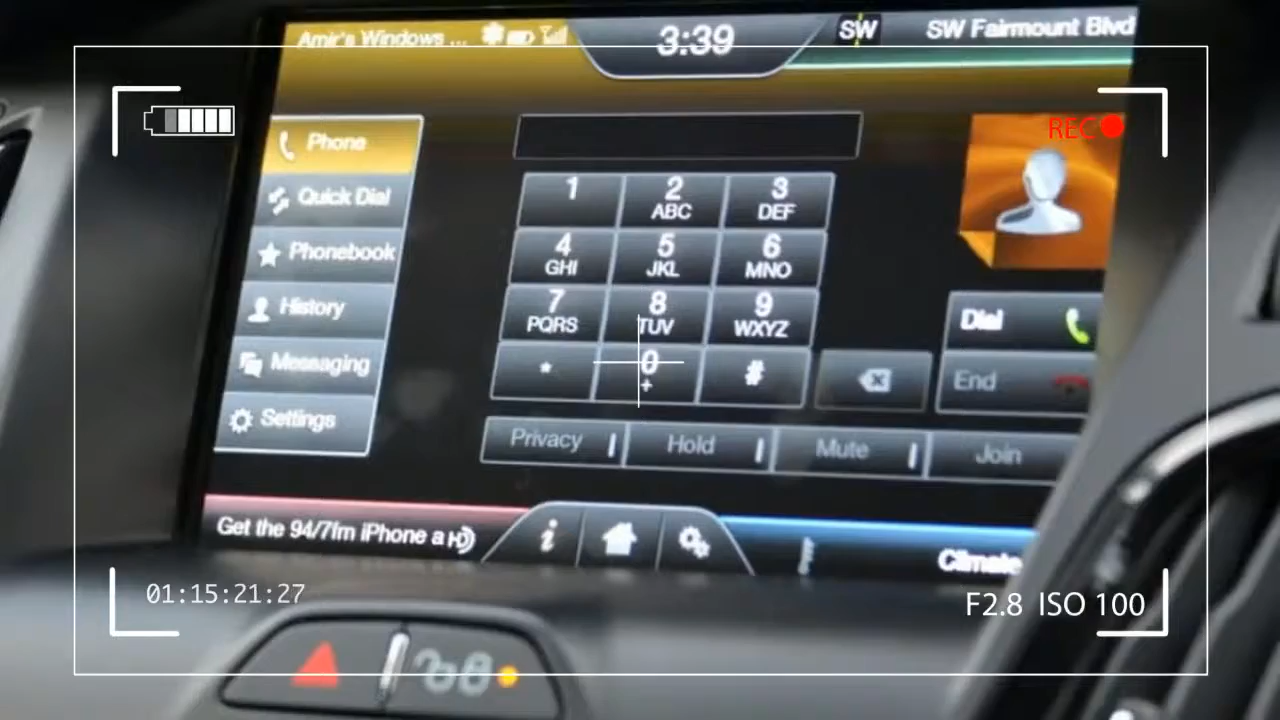 Amir's Windows ...
3:39
SW
SW Fairmount Blvd
REC
Phone
Quick Dial
Phonebook
History
Messaging
Settings
1
2
ABC
3
DEF
4
GHI
5
JKL
6
MNO
7
PQRS
8
TUV
9
WXYZ
*
0
+
#
Dial
End
Privacy
Hold
Mute
Join
Get the 94/7fm iPhone a
Climate
01:15:21:27
F2.8 ISO 100